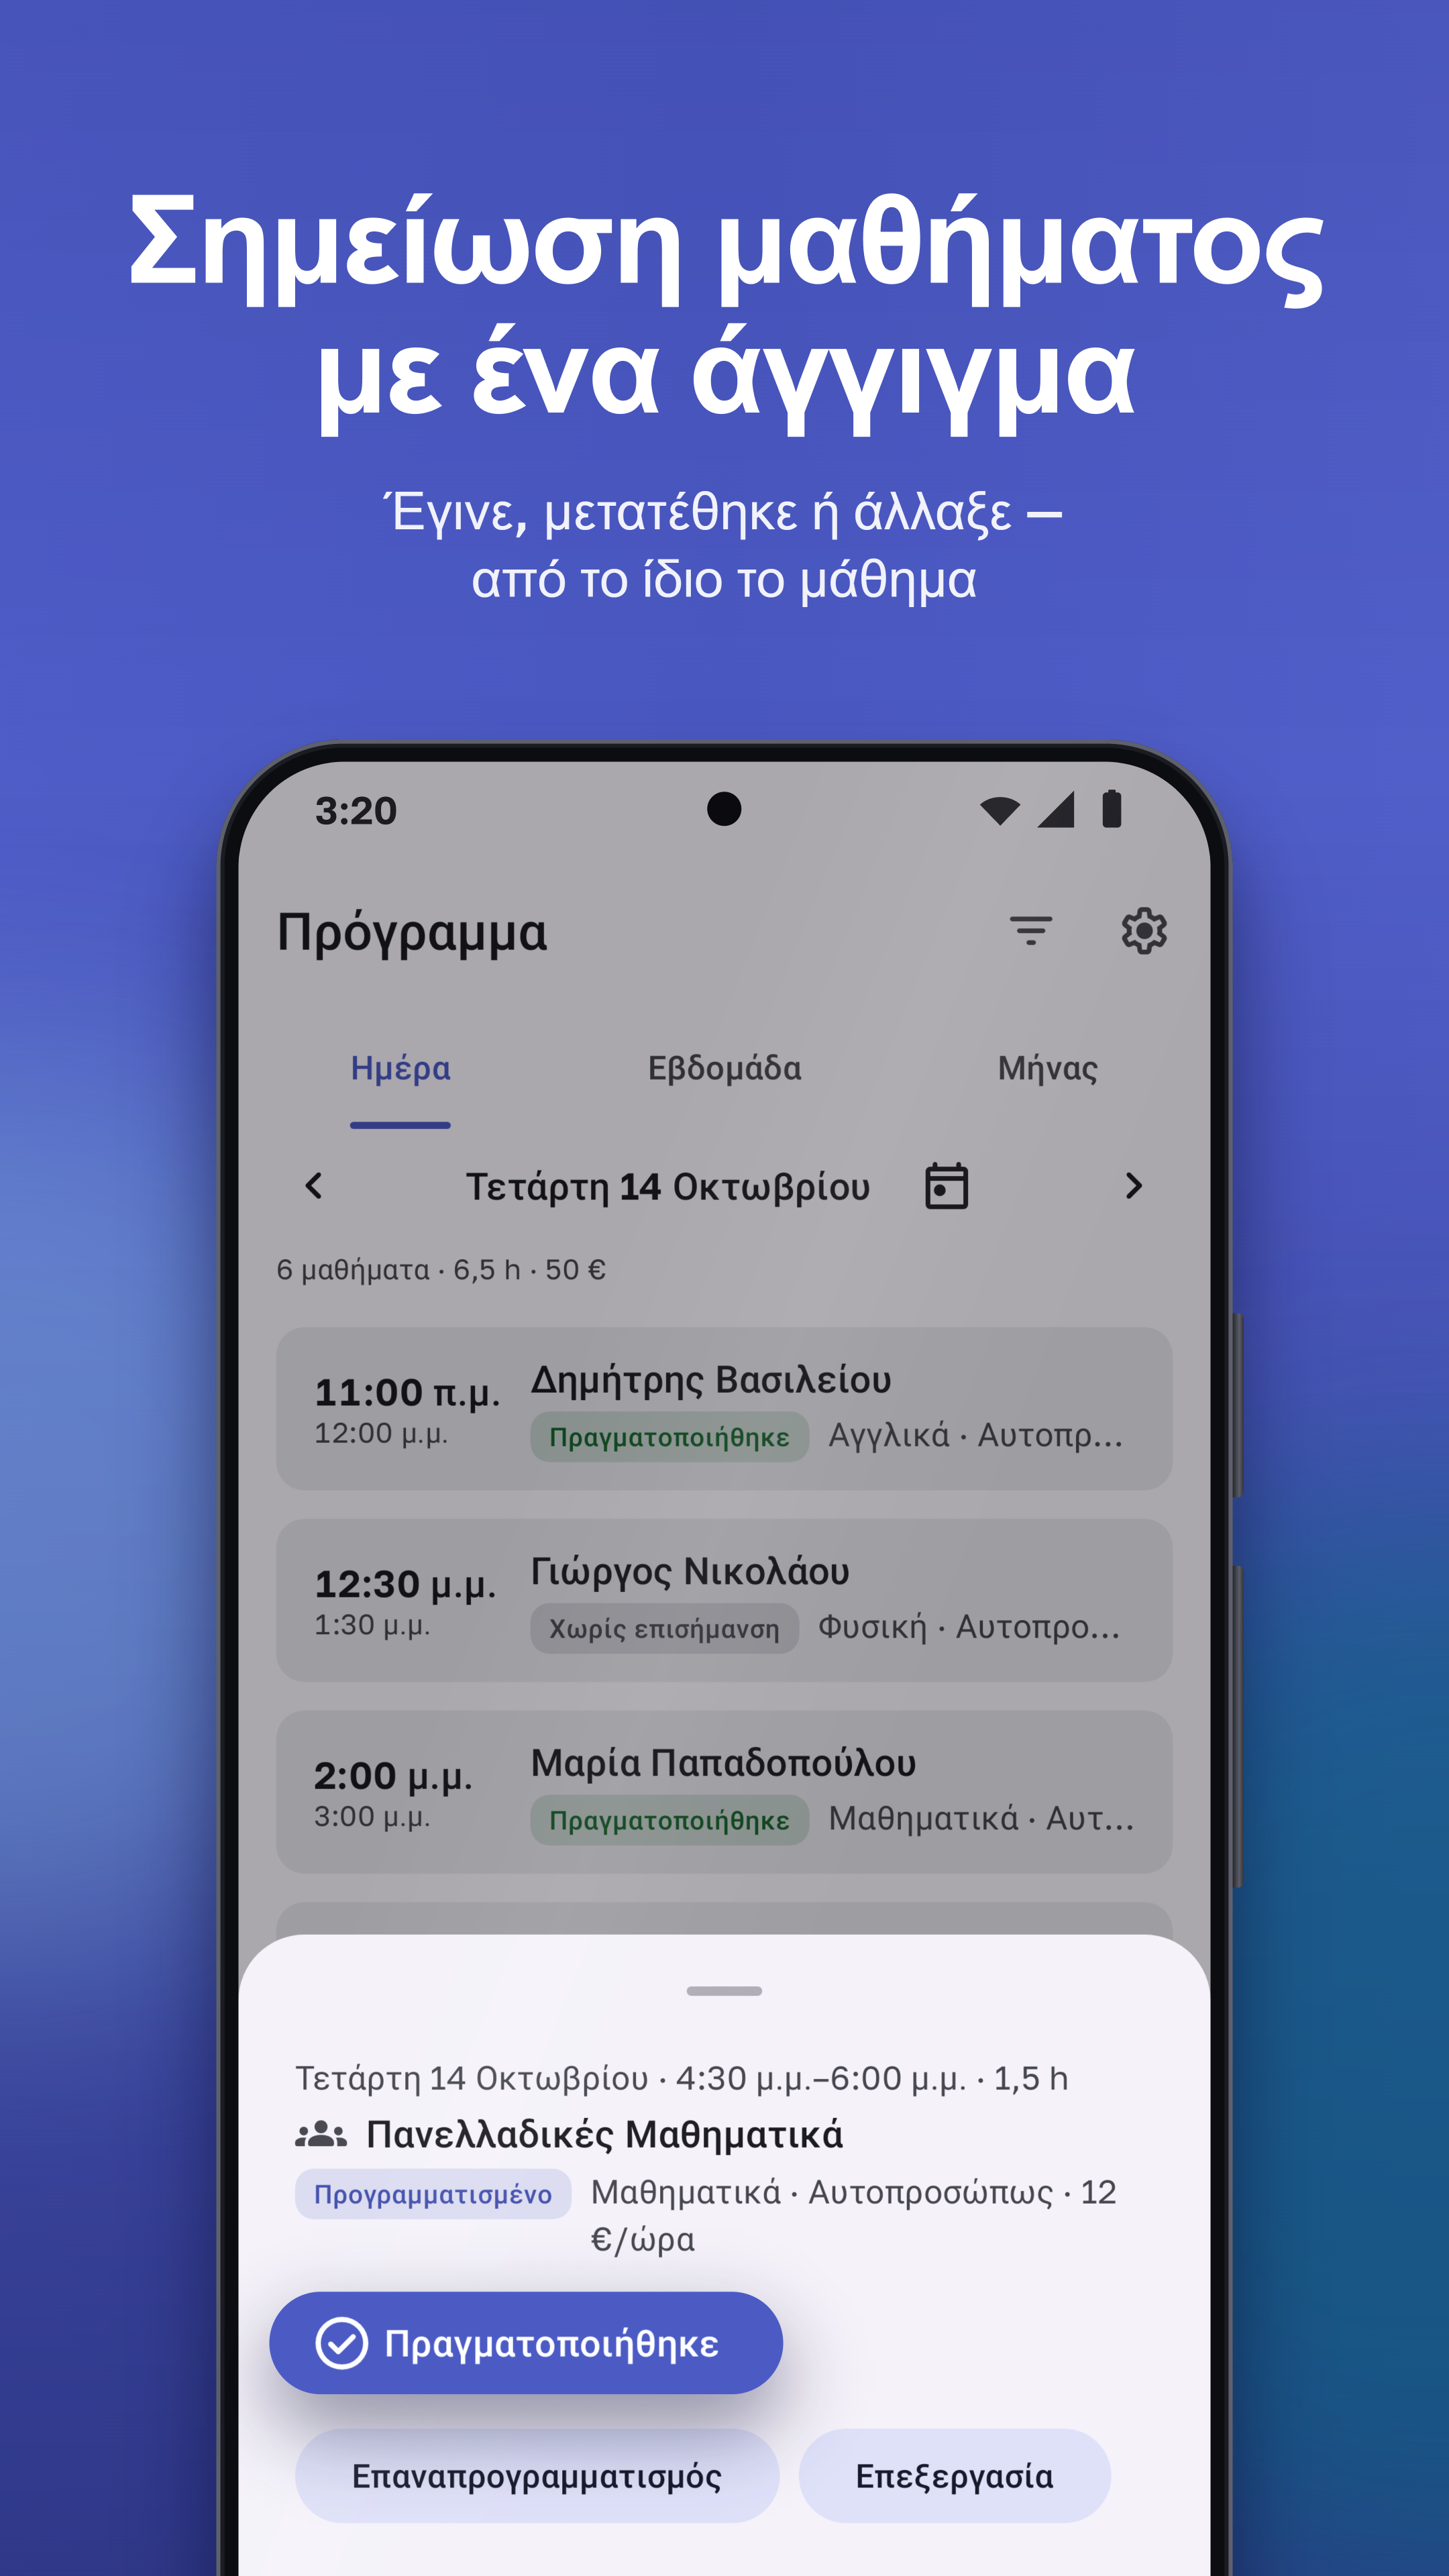 Σημείωση μαθήματος
με ένα άγγιγμα
Έγινε, μετατέθηκε ή άλλαξε —
από το ίδιο το μάθημα
3:20
Πρόγραμμα
Ημέρα Εβδομάδα Μήνας
Τετάρτη 14 Οκτωβρίου
6 μαθήματα · 6,5 h · 50 €
11:00 π.μ. Δημήτρης Βασιλείου
12:00 μ.μ. Πραγματοποιήθηκε Αγγλικά · Αυτοπρ...
12:30 μ.μ. Γιώργος Νικολάου
1:30 μ.μ. Χωρίς επισήμανση Φυσική · Αυτοπρο...
2:00 μ.μ. Μαρία Παπαδοπούλου
3:00 μ.μ. Πραγματοποιήθηκε Μαθηματικά · Αυτ...
Τετάρτη 14 Οκτωβρίου · 4:30 μ.μ.–6:00 μ.μ. · 1,5 h
Πανελλαδικές Μαθηματικά
Προγραμματισμένο Μαθηματικά · Αυτοπροσώπως · 12
€/ώρα
Πραγματοποιήθηκε
Επαναπρογραμματισμός Επεξεργασία